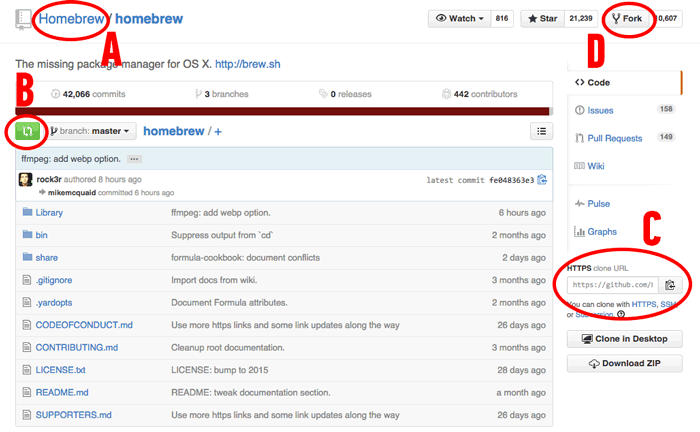 Homebrew / homebrew
Watch 816 Star 21,239 Fork 10,607
A
D
The missing package manager for OS X. http://brew.sh
B
42,066 commits 3 branches 0 releases 442 contributors
branch: master homebrew / +
ffmpeg: add webp option. ...
rock3r authored 8 hours ago latest commit fe048363e3
mikemcquaid committed 6 hours ago
Library ffmpeg: add webp option. 6 hours ago
bin Suppress output from `cd` 2 months ago
share formula-cookbook: document conflicts 2 days ago
.gitignore Import docs from wiki. 3 months ago
.yardopts Document Formula attributes. 2 months ago
CODEOFCONDUCT.md Use more https links and some link updates along the way 26 days ago
CONTRIBUTING.md Cleanup root documentation. 3 months ago
LICENSE.txt LICENSE: bump to 2015 28 days ago
README.md README: tweak documentation section. a month ago
SUPPORTERS.md Use more https links and some link updates along the way 26 days ago
Code
Issues 158
Pull Requests 149
Wiki
Pulse
Graphs
C
HTTPS clone URL
https://github.com/
You can clone with HTTPS, SSH,
or Subversion.
Clone in Desktop
Download ZIP